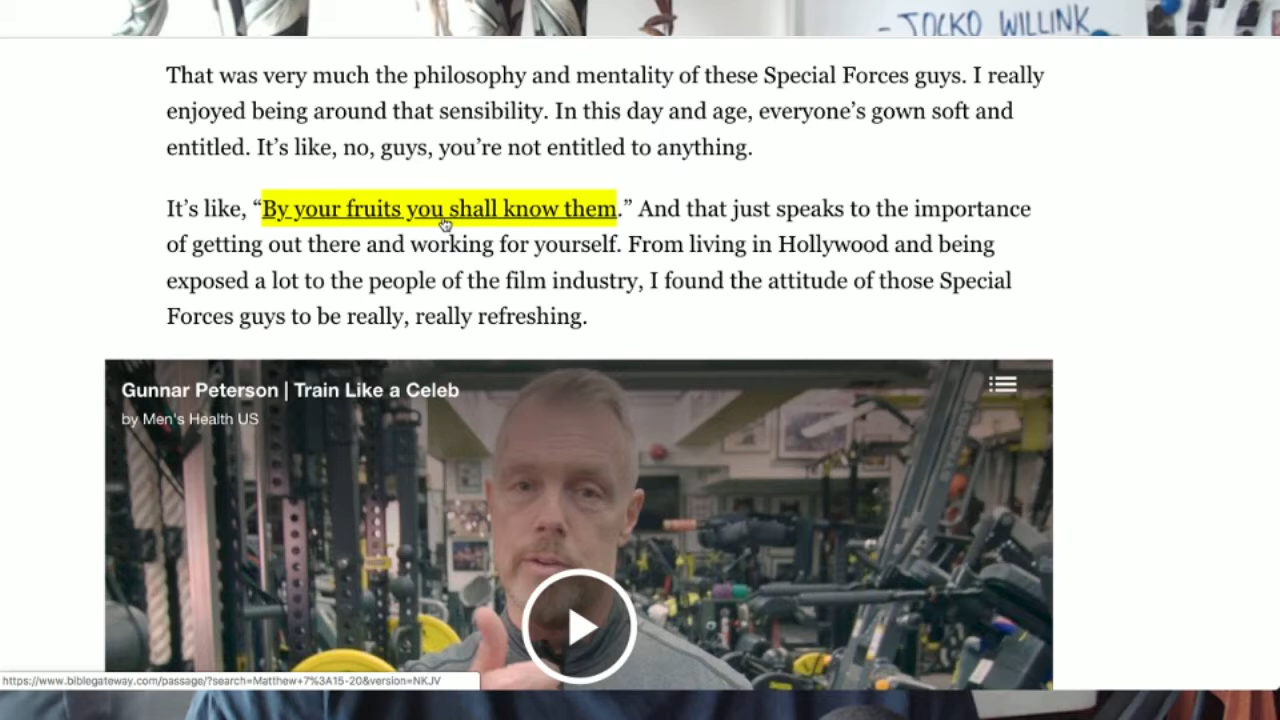 - JOCKO WILLINK
That was very much the philosophy and mentality of these Special Forces guys. I really
enjoyed being around that sensibility. In this day and age, everyone’s gown soft and
entitled. It’s like, no, guys, you’re not entitled to anything.
It’s like, “By your fruits you shall know them.” And that just speaks to the importance
of getting out there and working for yourself. From living in Hollywood and being
exposed a lot to the people of the film industry, I found the attitude of those Special
Forces guys to be really, really refreshing.
Gunnar Peterson | Train Like a Celeb
by Men's Health US
https://www.biblegateway.com/passage/?search=Matthew+7%3A15-20&version=NKJV